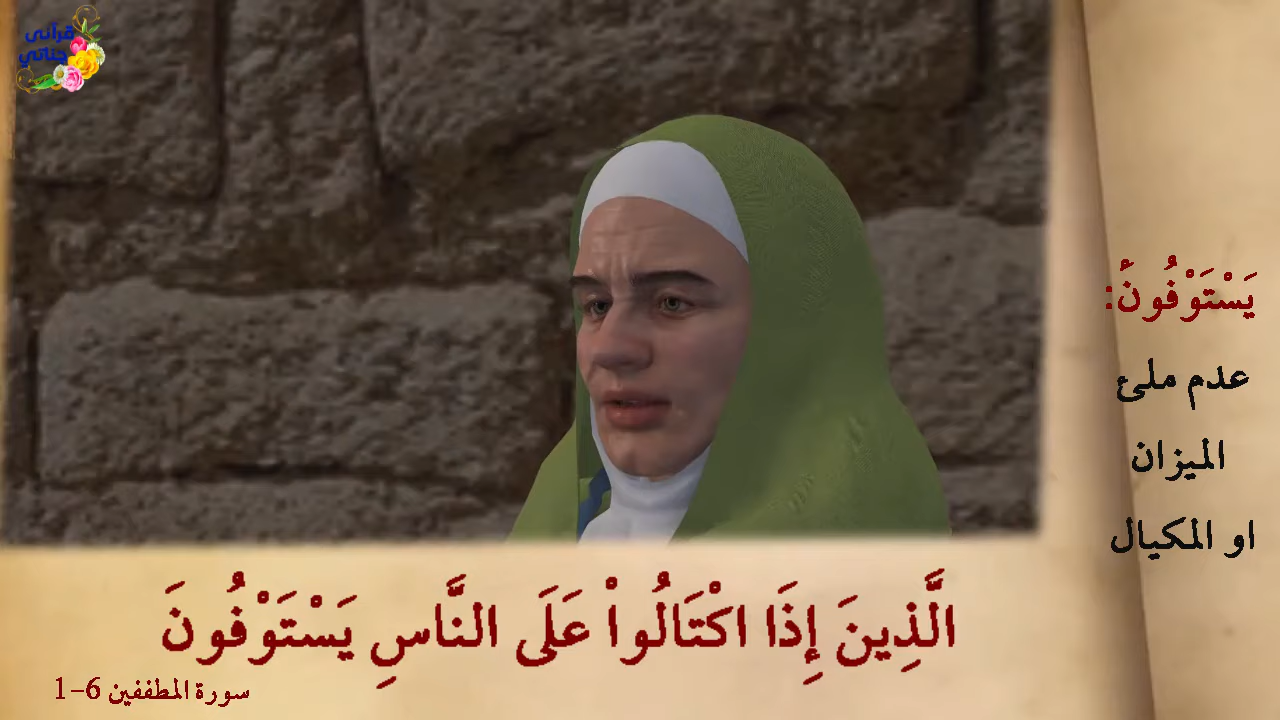 قرآنی
جناتي
يَسْتَوْفُونَ:
عدم ملئ
الميزان
او المكيال
الَّذِينَ إِذَا اكْتَالُواْ عَلَى النَّاسِ يَسْتَوْفُونَ
سورة المطففين 6-1